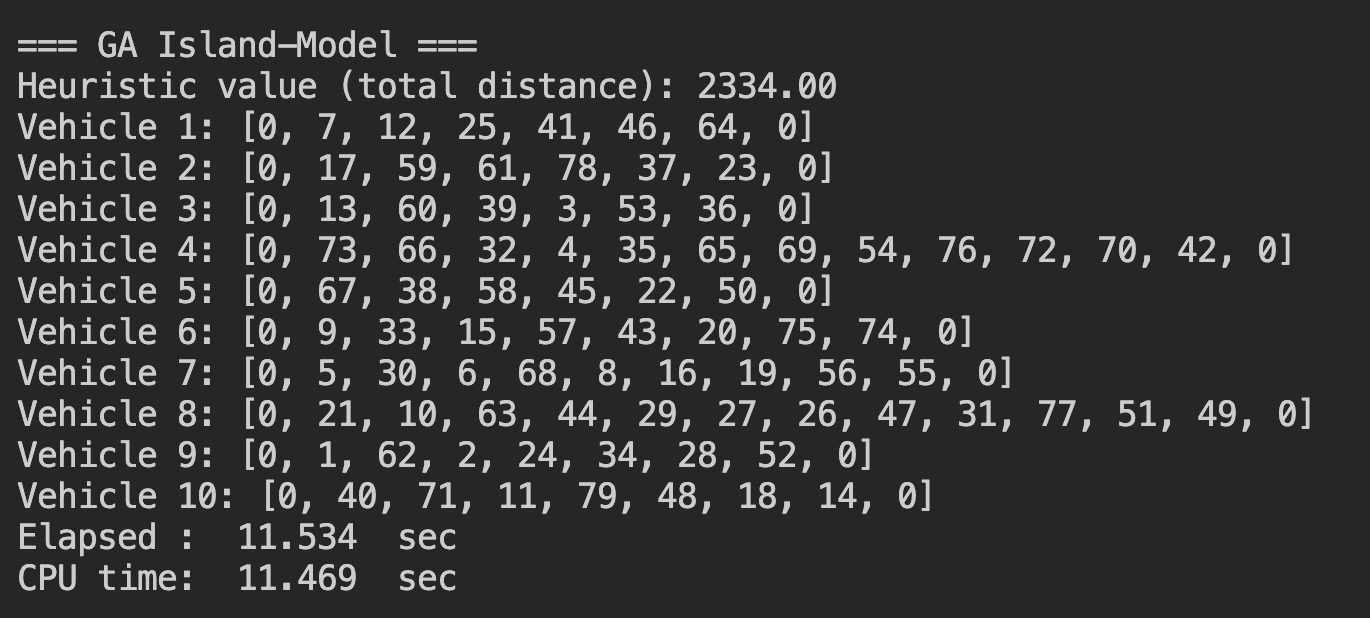 === GA Island–Model ===
Heuristic value (total distance): 2334.00
Vehicle 1: [0, 7, 12, 25, 41, 46, 64, 0]
Vehicle 2: [0, 17, 59, 61, 78, 37, 23, 0]
Vehicle 3: [0, 13, 60, 39, 3, 53, 36, 0]
Vehicle 4: [0, 73, 66, 32, 4, 35, 65, 69, 54, 76, 72, 70, 42, 0]
Vehicle 5: [0, 67, 38, 58, 45, 22, 50, 0]
Vehicle 6: [0, 9, 33, 15, 57, 43, 20, 75, 74, 0]
Vehicle 7: [0, 5, 30, 6, 68, 8, 16, 19, 56, 55, 0]
Vehicle 8: [0, 21, 10, 63, 44, 29, 27, 26, 47, 31, 77, 51, 49, 0]
Vehicle 9: [0, 1, 62, 2, 24, 34, 28, 52, 0]
Vehicle 10: [0, 40, 71, 11, 79, 48, 18, 14, 0]
Elapsed :  11.534  sec
CPU time:  11.469  sec